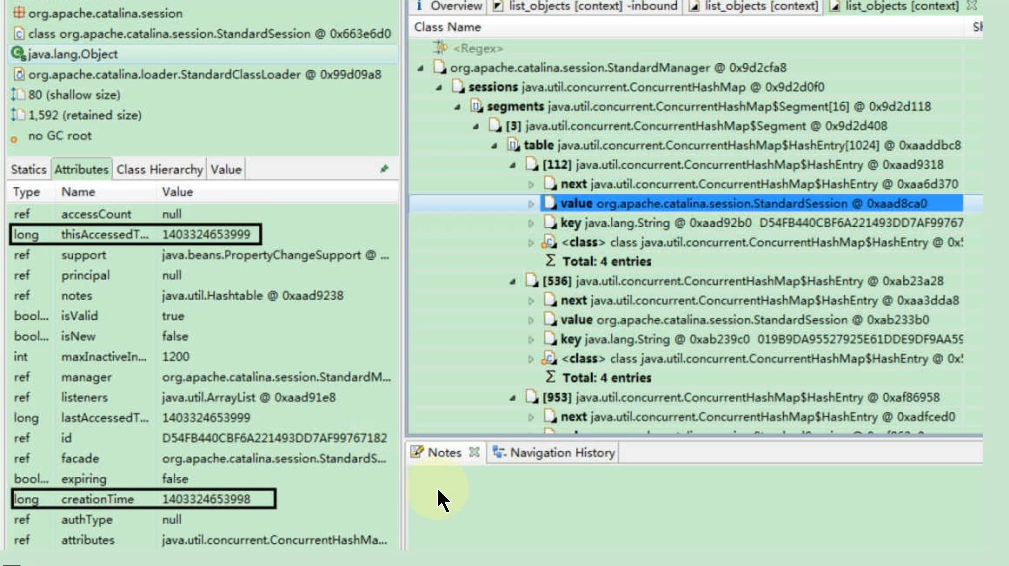 org.apache.catalina.session
class org.apache.catalina.session.StandardSession @ 0x663e6d0
java.lang.Object
org.apache.catalina.loader.StandardClassLoader @ 0x99d09a8
80 (shallow size)
1,592 (retained size)
no GC root
Statics Attributes Class Hierarchy Value
Type Name Value
ref accessCount null
long thisAccessedT... 1403324653999
ref support java.beans.PropertyChangeSupport @ ...
ref principal null
ref notes java.util.Hashtable @ 0xaad9238
bool... isValid true
bool... isNew false
int maxInactiveIn... 1200
ref manager org.apache.catalina.session.StandardM...
ref listeners java.util.ArrayList @ 0xaad91e8
long lastAccessedT... 1403324653999
ref id D54FB440CBF6A221493DD7AF99767182
ref facade org.apache.catalina.session.StandardS...
bool... expiring false
long creationTime 1403324653998
ref authType null
ref attributes java.util.concurrent.ConcurrentHashMa...
i Overview list_objects [context] -inbound list_objects [context] list_objects [context]
Class Name
<Regex>
org.apache.catalina.session.StandardManager @ 0x9d2cfa8
sessions java.util.concurrent.ConcurrentHashMap @ 0x9d2d0f0
segments java.util.concurrent.ConcurrentHashMap$Segment[16] @ 0x9d2d118
[3] java.util.concurrent.ConcurrentHashMap$Segment @ 0x9d2d408
table java.util.concurrent.ConcurrentHashMap$HashEntry[1024] @ 0xaaddbc8
[112] java.util.concurrent.ConcurrentHashMap$HashEntry @ 0xaad9318
next java.util.concurrent.ConcurrentHashMap$HashEntry @ 0xaa6d370
value org.apache.catalina.session.StandardSession @ 0xaad8ca0
key java.lang.String @ 0xaad92b0 D54FB440CBF6A221493DD7AF99767
<class> class java.util.concurrent.ConcurrentHashMap$HashEntry @ 0x
Σ Total: 4 entries
[536] java.util.concurrent.ConcurrentHashMap$HashEntry @ 0xab23a28
next java.util.concurrent.ConcurrentHashMap$HashEntry @ 0xaa3dda8
value org.apache.catalina.session.StandardSession @ 0xab233b0
key java.lang.String @ 0xab239c0 019B9DA95527925E61DDE9DF9AA59
<class> class java.util.concurrent.ConcurrentHashMap$HashEntry @ 0x
Σ Total: 4 entries
[953] java.util.concurrent.ConcurrentHashMap$HashEntry @ 0xaf86958
next java.util.concurrent.ConcurrentHashMap$HashEntry @ 0xadfced0
Notes Navigation History